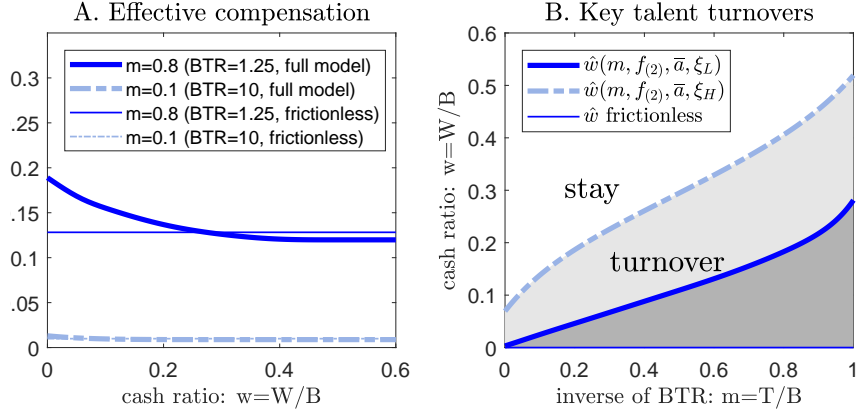 A. Effective compensation
0.3
.25
0.2
.15
0.1
.05
0
m=0.8 (BTR=1.25, full model)
m=0.1 (BTR=10, full model)
m=0.8 (BTR=1.25, frictionless)
m=0.1 (BTR=10, frictionless)
0 0.2 0.4 0.6
cash ratio: w=W/B
B. Key talent turnovers
cash ratio: w=W/B
0.6
0.5
0.4
0.3
0.2
0.1
0
ŵ(m, f₍₂₎, a̅, ξ_L)
ŵ(m, f₍₂₎, a̅, ξ_H)
ŵ frictionless
stay
turnover
0 0.2 0.4 0.6 0.8 1
inverse of BTR: m=T/B